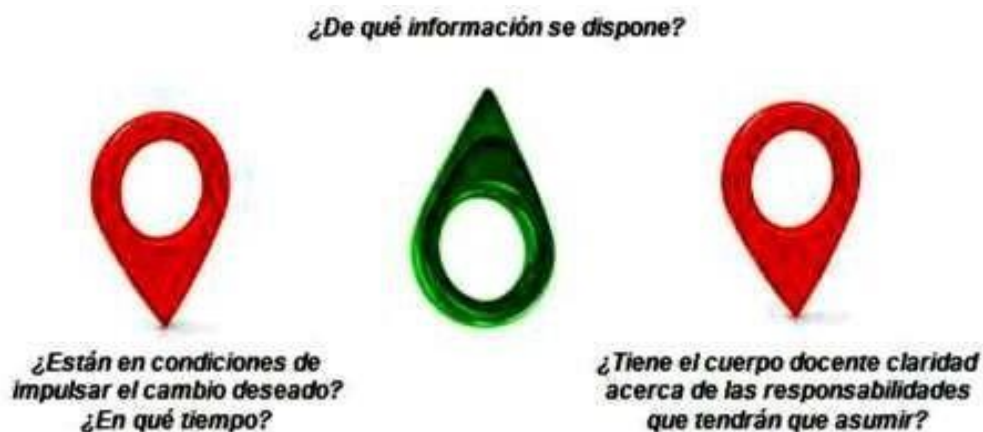 ¿De qué información se dispone?
¿Están en condiciones de
impulsar el cambio deseado?
¿En qué tiempo?
¿Tiene el cuerpo docente claridad
acerca de las responsabilidades
que tendrán que asumir?